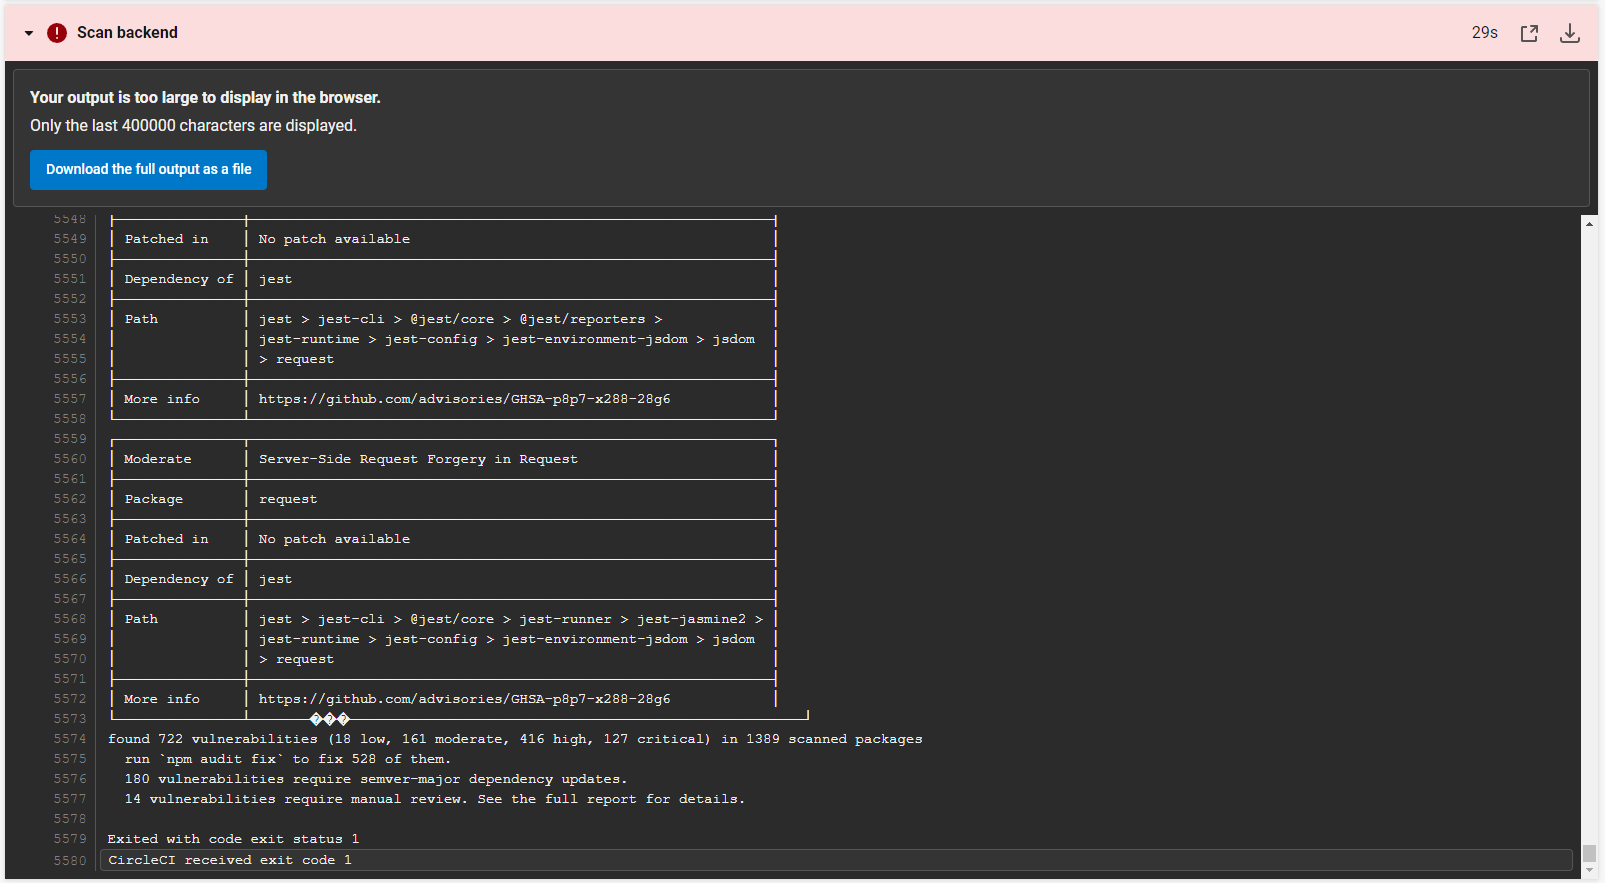 Scan backend
29s
Your output is too large to display in the browser.
Only the last 400000 characters are displayed.
Download the full output as a file
5548
5549 Patched in No patch available
5550
5551 Dependency of jest
5552
5553 Path jest > jest-cli > @jest/core > @jest/reporters >
5554 jest-runtime > jest-config > jest-environment-jsdom > jsdom
5555 > request
5556
5557 More info https://github.com/advisories/GHSA-p8p7-x288-28g6
5558
5559
5560 Moderate Server-Side Request Forgery in Request
5561
5562 Package request
5563
5564 Patched in No patch available
5565
5566 Dependency of jest
5567
5568 Path jest > jest-cli > @jest/core > jest-runner > jest-jasmine2 >
5569 jest-runtime > jest-config > jest-environment-jsdom > jsdom
5570 > request
5571
5572 More info https://github.com/advisories/GHSA-p8p7-x288-28g6
5573 ���
5574 found 722 vulnerabilities (18 low, 161 moderate, 416 high, 127 critical) in 1389 scanned packages
5575 run `npm audit fix` to fix 528 of them.
5576 180 vulnerabilities require semver-major dependency updates.
5577 14 vulnerabilities require manual review. See the full report for details.
5578
5579 Exited with code exit status 1
5580 CircleCI received exit code 1